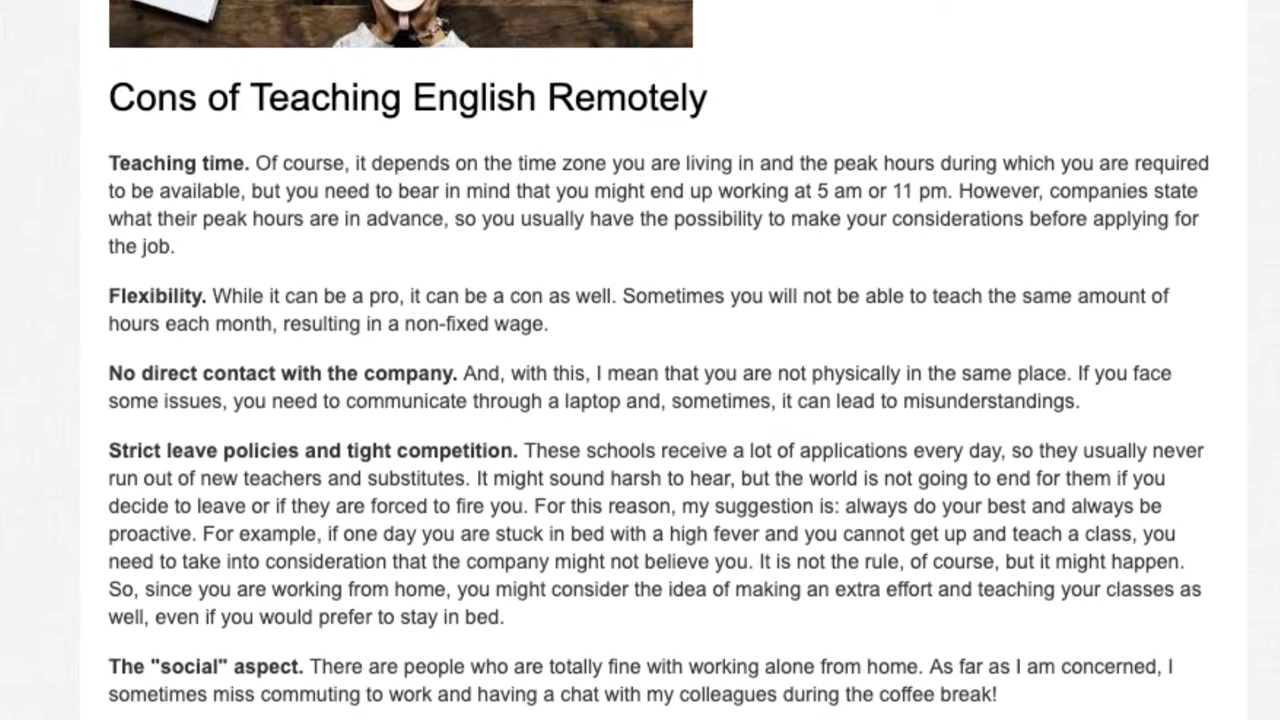 Cons of Teaching English Remotely
Teaching time. Of course, it depends on the time zone you are living in and the peak hours during which you are required
to be available, but you need to bear in mind that you might end up working at 5 am or 11 pm. However, companies state
what their peak hours are in advance, so you usually have the possibility to make your considerations before applying for
the job.
Flexibility. While it can be a pro, it can be a con as well. Sometimes you will not be able to teach the same amount of
hours each month, resulting in a non-fixed wage.
No direct contact with the company. And, with this, I mean that you are not physically in the same place. If you face
some issues, you need to communicate through a laptop and, sometimes, it can lead to misunderstandings.
Strict leave policies and tight competition. These schools receive a lot of applications every day, so they usually never
run out of new teachers and substitutes. It might sound harsh to hear, but the world is not going to end for them if you
decide to leave or if they are forced to fire you. For this reason, my suggestion is: always do your best and always be
proactive. For example, if one day you are stuck in bed with a high fever and you cannot get up and teach a class, you
need to take into consideration that the company might not believe you. It is not the rule, of course, but it might happen.
So, since you are working from home, you might consider the idea of making an extra effort and teaching your classes as
well, even if you would prefer to stay in bed.
The "social" aspect. There are people who are totally fine with working alone from home. As far as I am concerned, I
sometimes miss commuting to work and having a chat with my colleagues during the coffee break!